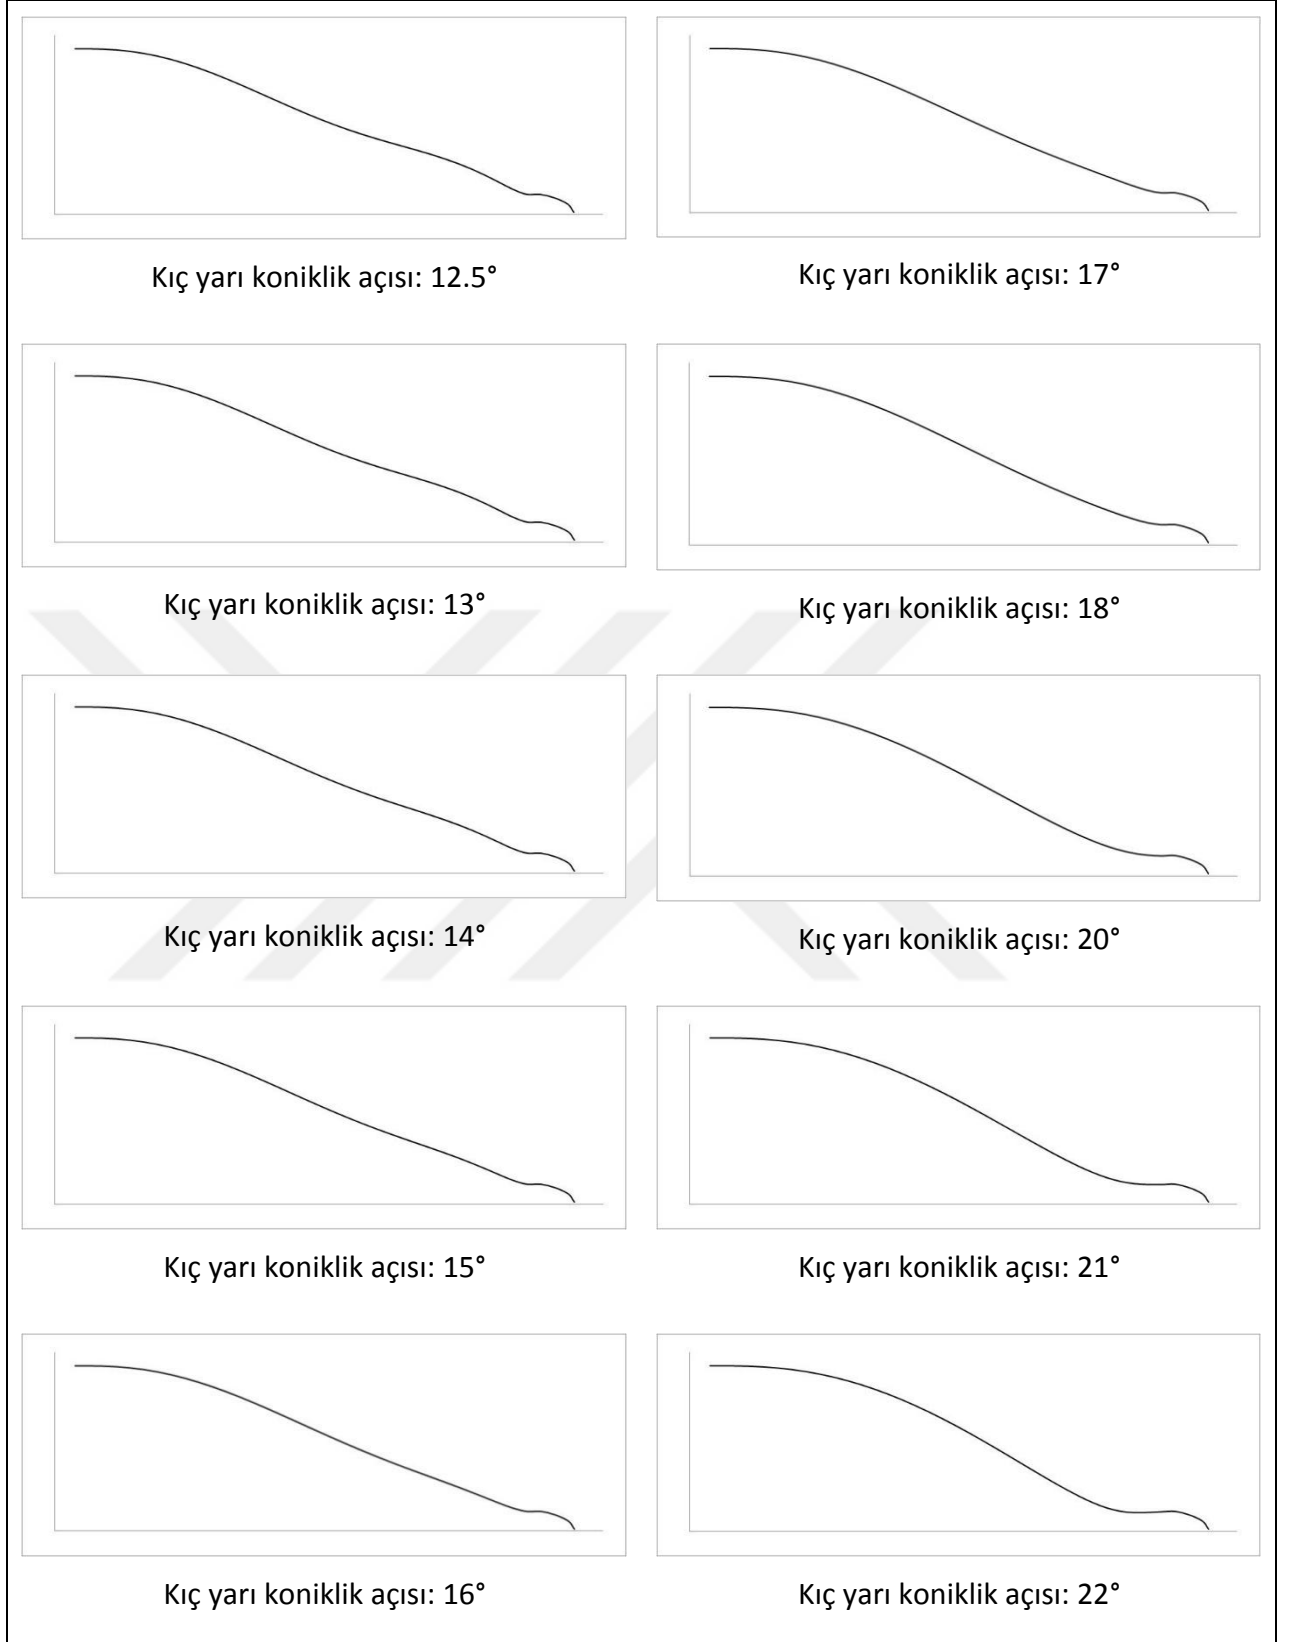 Kıç yarı koniklik açısı: 12.5°
Kıç yarı koniklik açısı: 17°
Kıç yarı koniklik açısı: 13°
Kıç yarı koniklik açısı: 18°
Kıç yarı koniklik açısı: 14°
Kıç yarı koniklik açısı: 20°
Kıç yarı koniklik açısı: 15°
Kıç yarı koniklik açısı: 21°
Kıç yarı koniklik açısı: 16°
Kıç yarı koniklik açısı: 22°